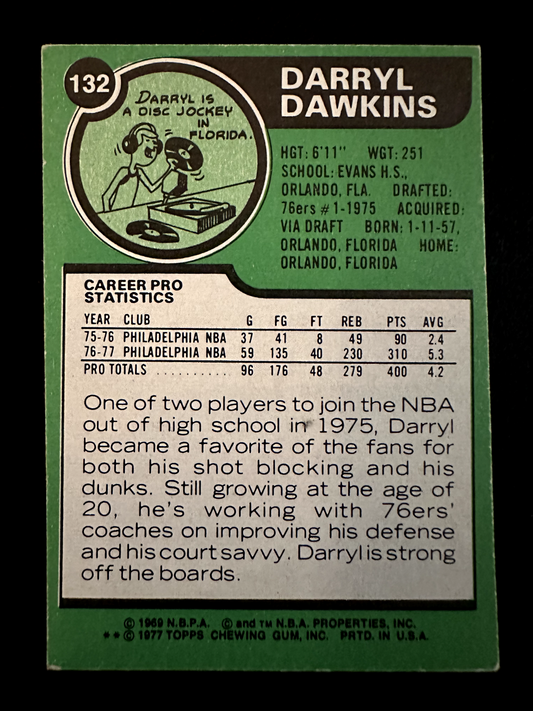 132
DARRYL IS
A DISC JOCKEY
IN
FLORIDA.
DARRYL
DAWKINS
HGT: 6'11" WGT: 251
SCHOOL: EVANS H.S.,
ORLANDO, FLA. DRAFTED:
76ers #1-1975 ACQUIRED:
VIA DRAFT BORN: 1-11-57,
ORLANDO, FLORIDA HOME:
ORLANDO, FLORIDA
CAREER PRO
STATISTICS
YEAR CLUB G FG FT REB PTS AVG
75-76 PHILADELPHIA NBA 37 41 8 49 90 2.4
76-77 PHILADELPHIA NBA 59 135 40 230 310 5.3
PRO TOTALS .......... 96 176 48 279 400 4.2
One of two players to join the NBA
out of high school in 1975, Darryl
became a favorite of the fans for
both his shot blocking and his
dunks. Still growing at the age of
20, he's working with 76ers'
coaches on improving his defense
and his court savvy. Darryl is strong
off the boards.
© 1969 N.B.P.A. © and TM N.B.A. PROPERTIES, INC.
** © 1977 TOPPS CHEWING GUM, INC. PRTD. IN U.S.A.